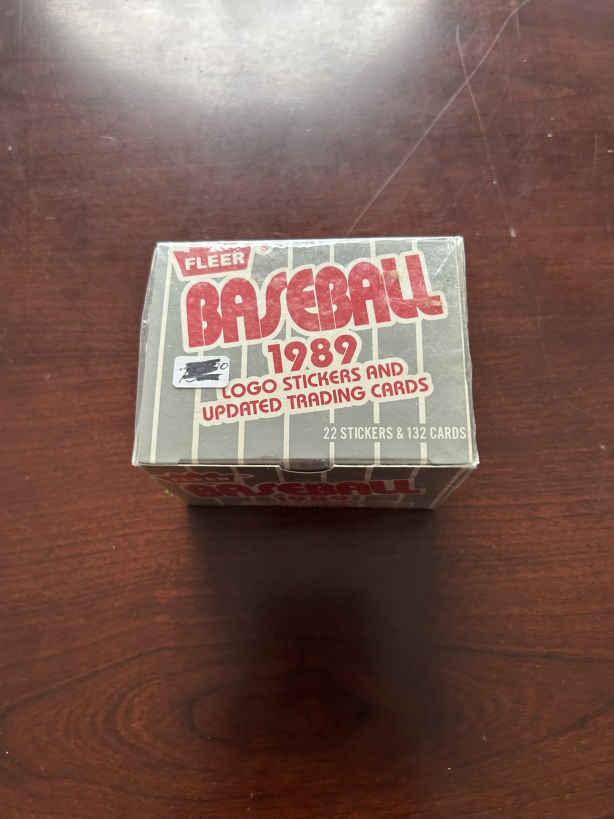 FLEER
BASEBALL
1989
LOGO STICKERS AND
UPDATED TRADING CARDS
22 STICKERS & 132 CARDS
BASEBALL